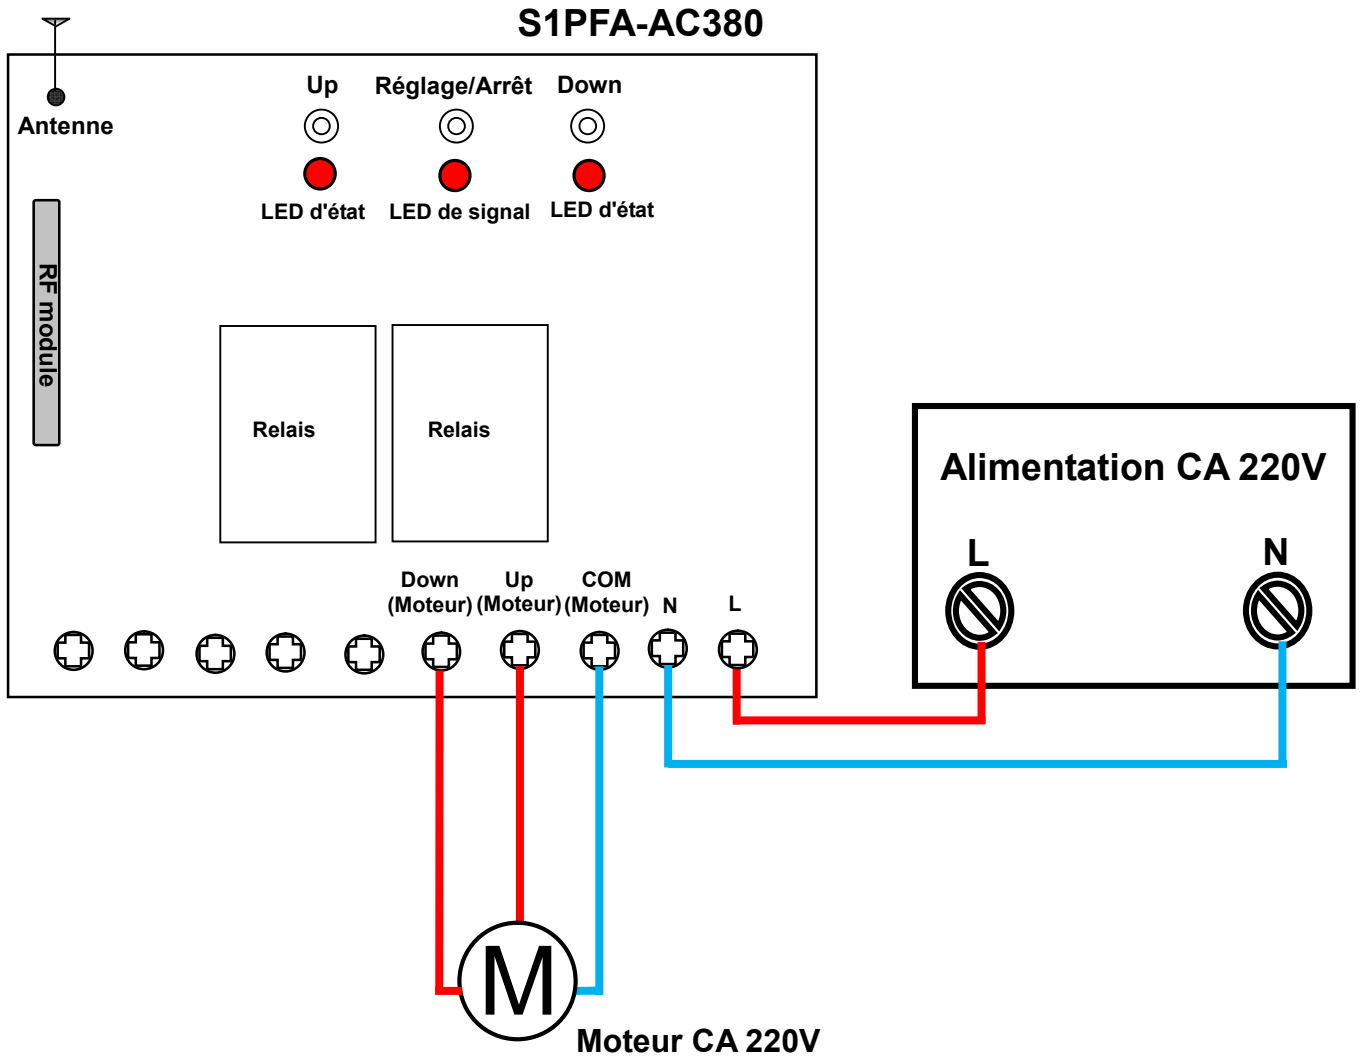 S1PFA-AC380
Antenne
Up Réglage/Arrêt Down
LED d'état LED de signal LED d'état
RF module
Relais Relais
Alimentation CA 220V
L N
Down
(Moteur)
Up
(Moteur)
COM
(Moteur)
N L
M
Moteur CA 220V